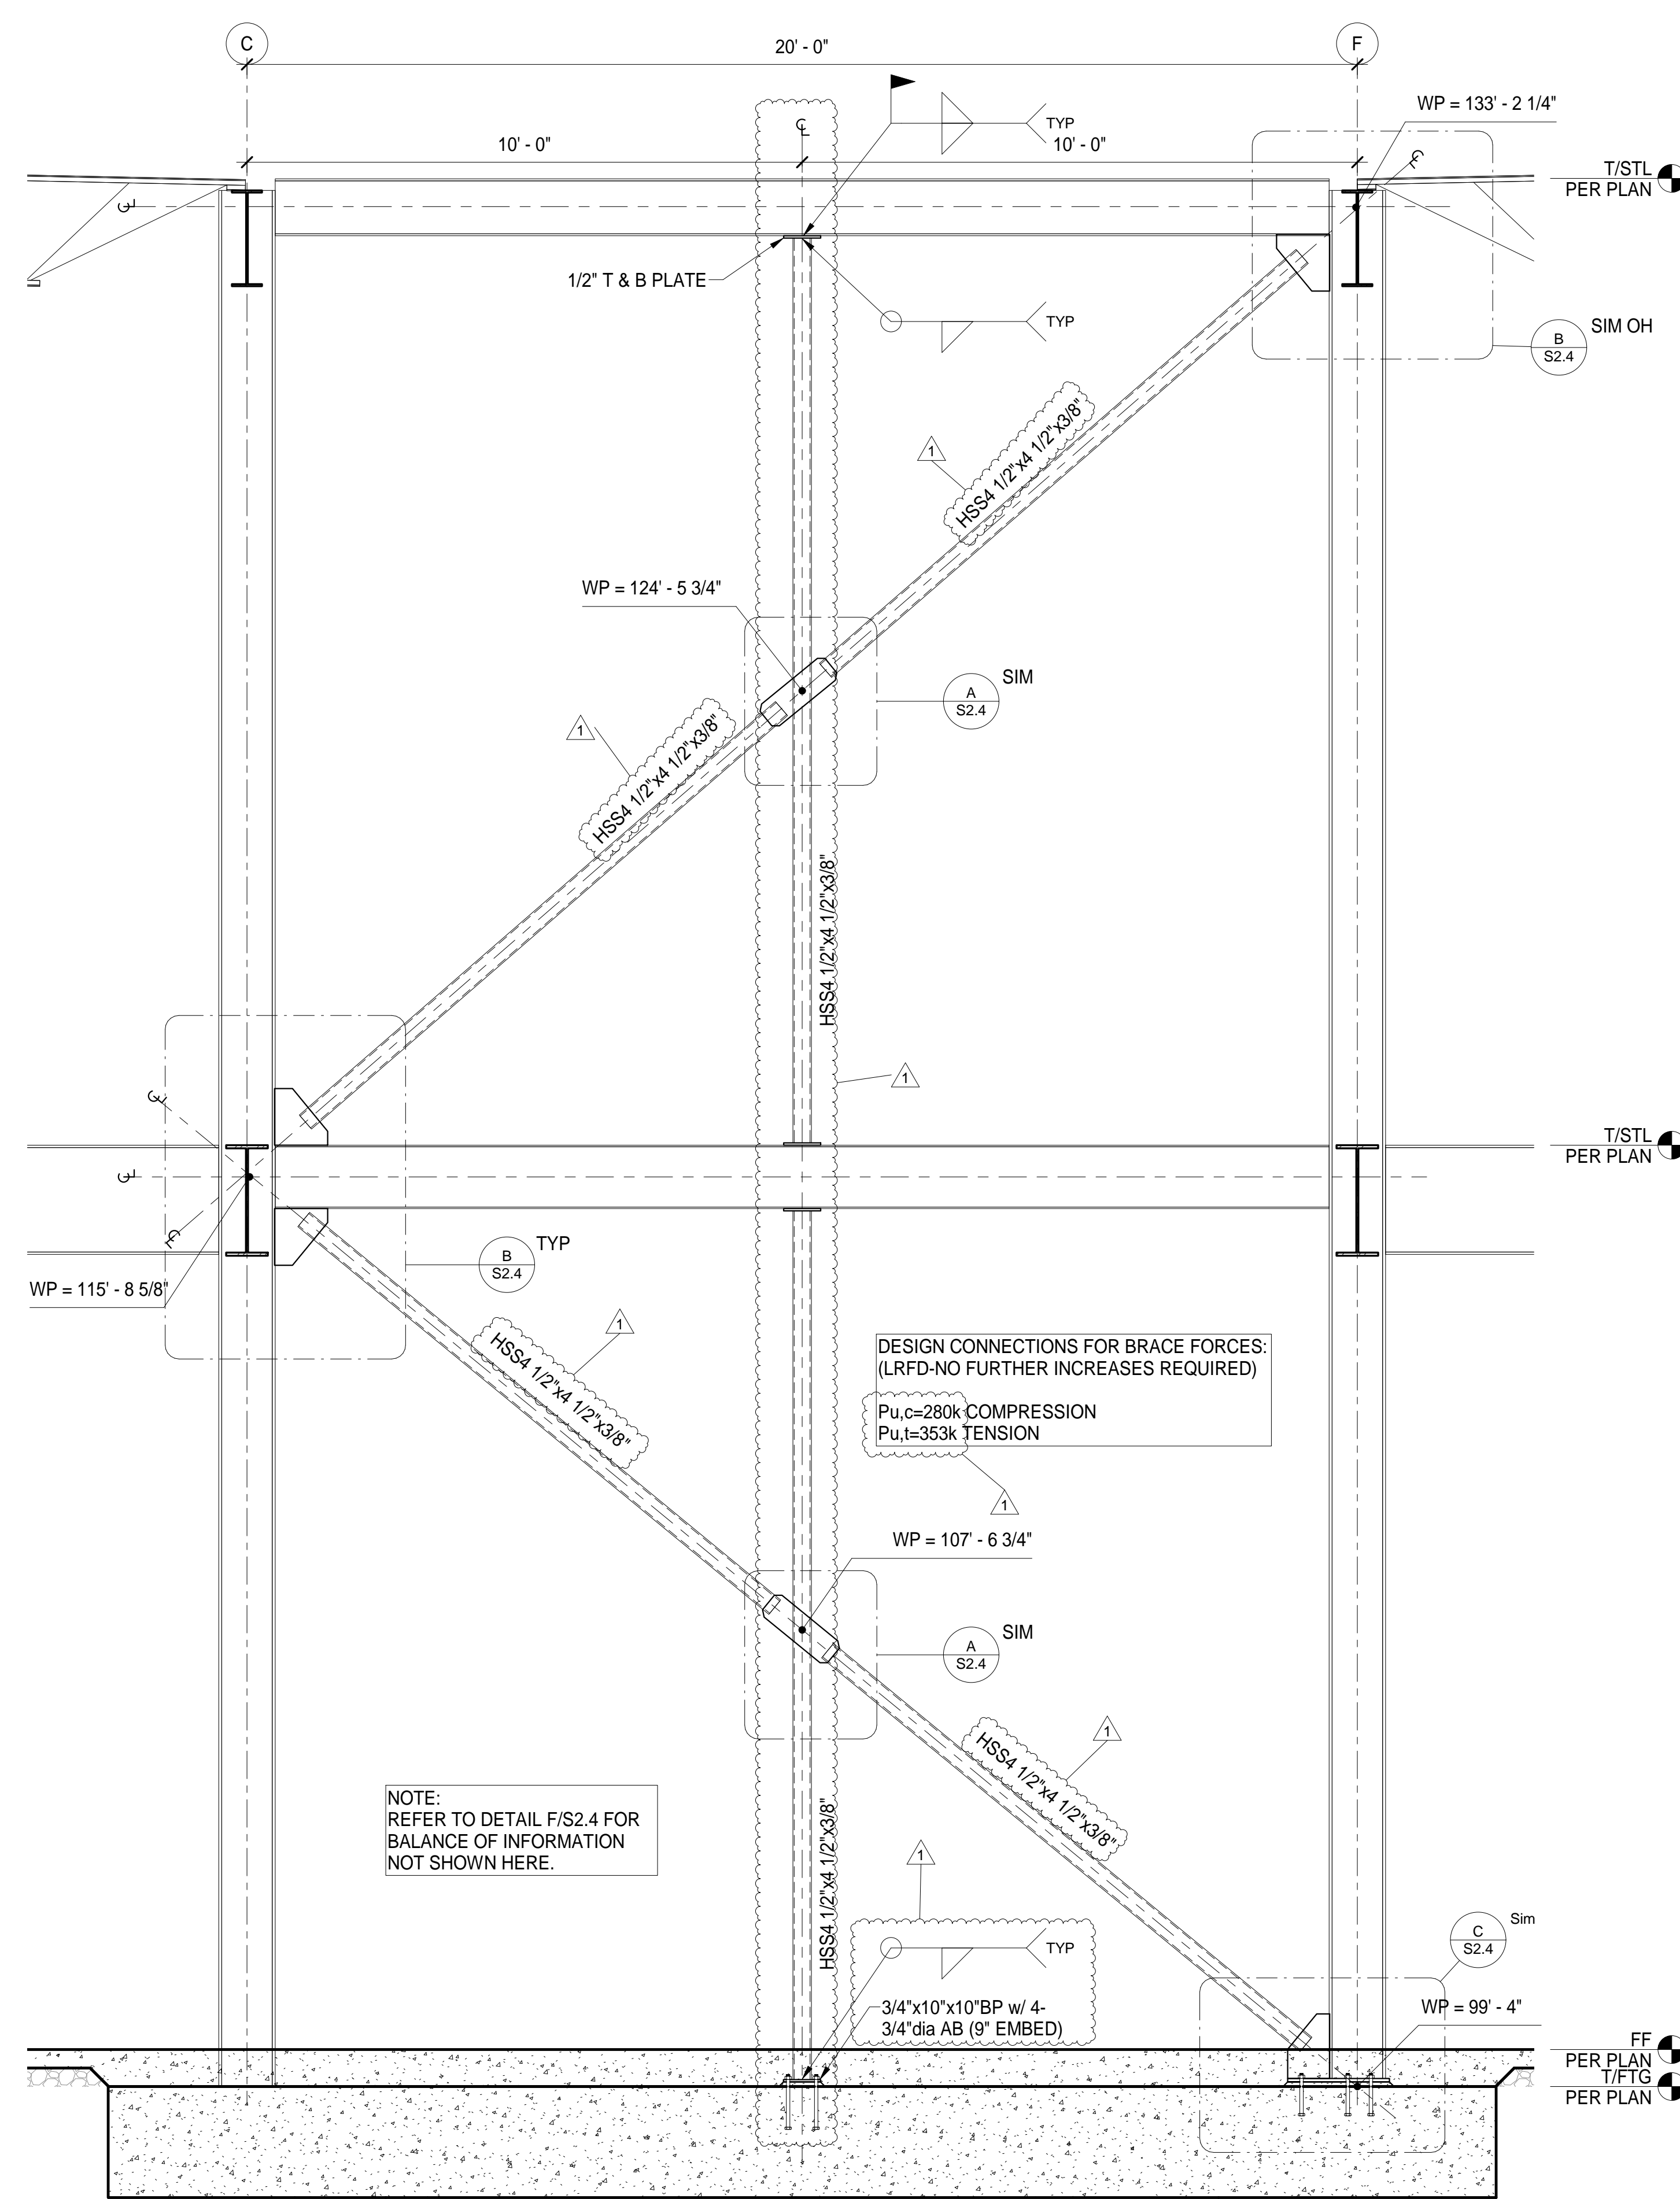 C
F
20' - 0"
10' - 0"
10' - 0"
TYP
WP = 133' - 2 1/4"
T/STL
PER PLAN
1/2" T & B PLATE
TYP
B
S2.4
SIM OH
HSS4 1/2"x4 1/2"x3/8"
1
WP = 124' - 5 3/4"
A
S2.4
SIM
HSS4 1/2"x4 1/2"x3/8"
1
HSS4 1/2"x4 1/2"x3/8"
1
T/STL
PER PLAN
B
S2.4
TYP
WP = 115' - 8 5/8"
HSS4 1/2"x4 1/2"x3/8"
1
DESIGN CONNECTIONS FOR BRACE FORCES:
(LRFD-NO FURTHER INCREASES REQUIRED)
Pu,c=280k COMPRESSION
Pu,t=353k TENSION
1
WP = 107' - 6 3/4"
A
S2.4
SIM
HSS4 1/2"x4 1/2"x3/8"
1
NOTE:
REFER TO DETAIL F/S2.4 FOR
BALANCE OF INFORMATION
NOT SHOWN HERE.
HSS4 1/2"x4 1/2"x3/8"
1
TYP
3/4"x10"x10"BP w/ 4-
3/4"dia AB (9" EMBED)
C
S2.4
Sim
WP = 99' - 4"
FF
PER PLAN
T/FTG
PER PLAN